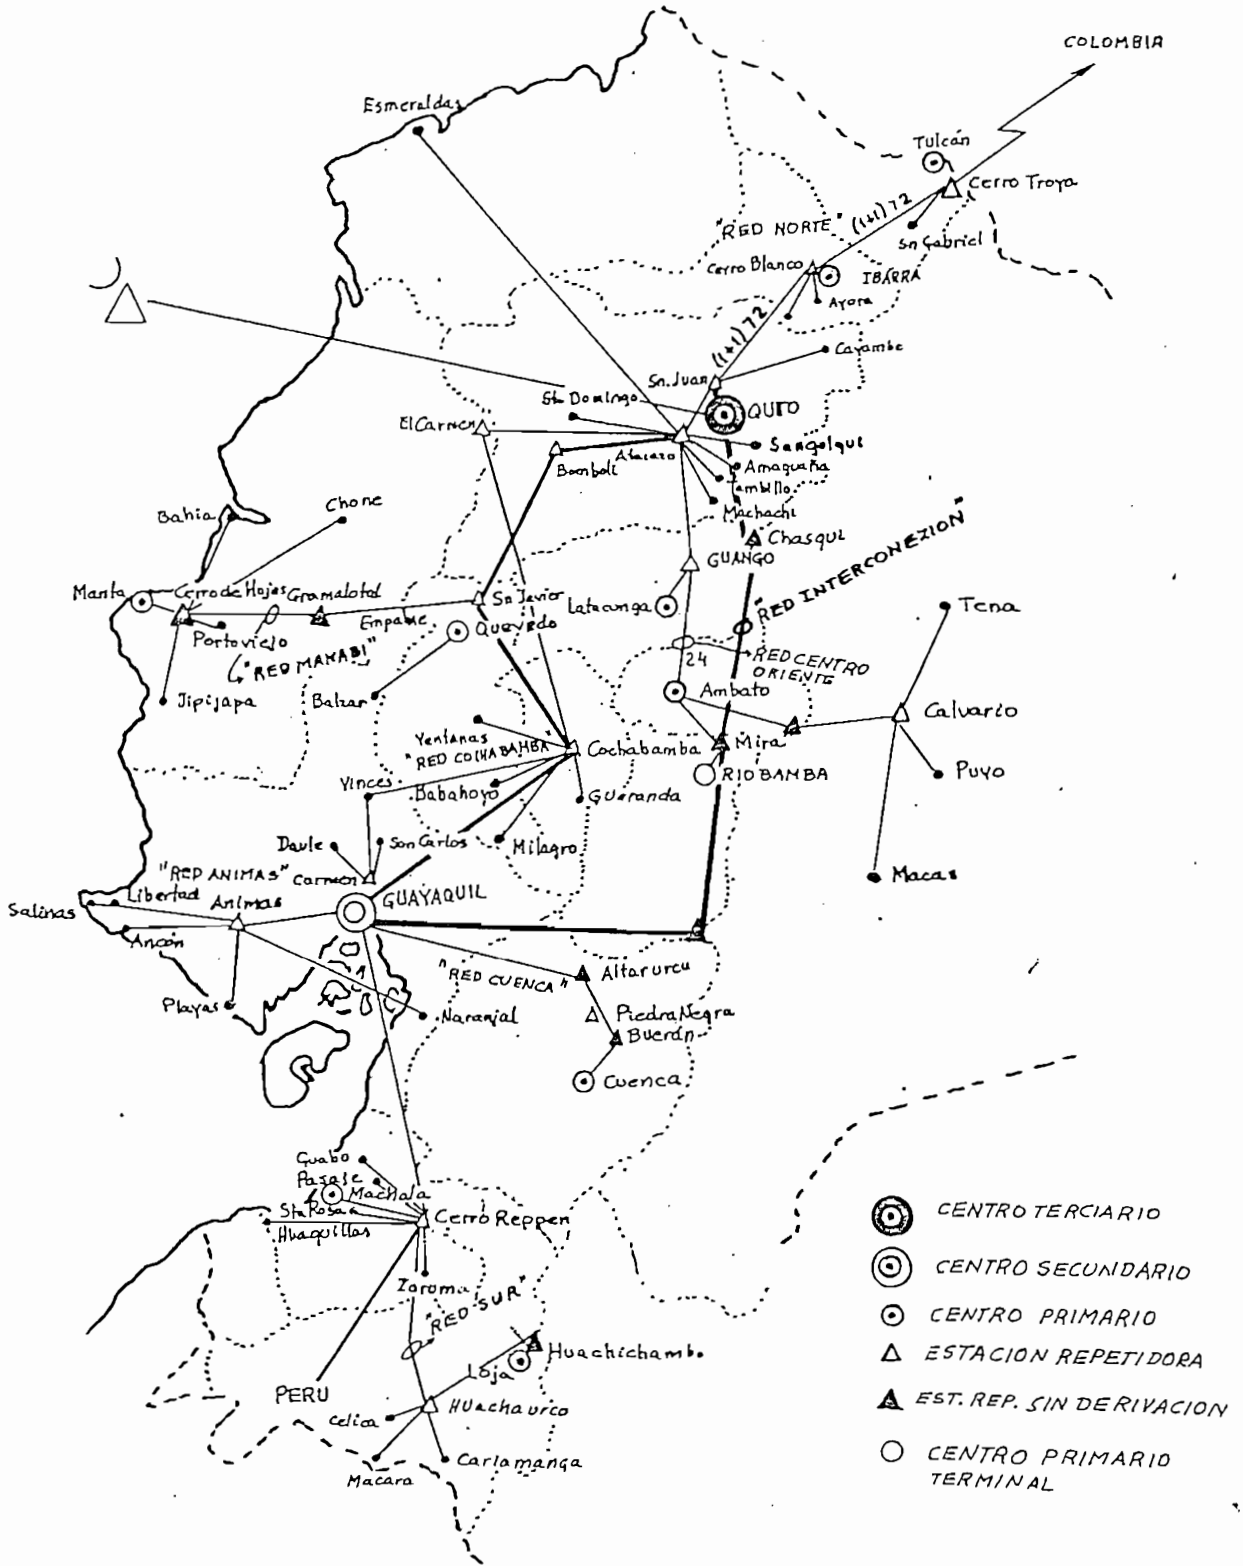 COLOMBIA
Esmeraldas
Tulcán
Cerro Troya
"RED NORTE"
(1+1) 72
Sn Gabriel
Cerro Blanco
IBARRA
Ayora
(1+1) 72
Cayambe
Sn. Juan
Sto Domingo
QUITO
El Carmen
Atacazo
Sangolqui
Bomboli
Amaguaña
Tambillo
Machachi
Chone
Bahia
Chasqui
GUANGO
"RED INTERCONEZION"
Manta
Cerro de Hojas
Gramalotal
Sn Javier
Latacunga
Tena
Empalme
Quevedo
Portoviejo
"RED MANABI"
24
RED CENTRO
ORIENTE
Jipijapa
Balzar
Ambato
Calvario
Ventanas
"RED COCHABAMBA"
Cochabamba
Mira
RIOBAMBA
Puyo
Vinces
Babahoyo
Guaranda
Daule
San Carlos
Milagro
"RED ANIMAS"
Carmen
Macas
Salinas
Libertad
Animas
GUAYAQUIL
Ancón
"RED CUENCA"
Altarurcu
Playas
Naranjal
Piedra Negra
Buerán
Cuenca
Guabo
Pasaje
Machala
Sta Rosa
Cerro Reppen
Huaquillas
CENTRO TERCIARIO
CENTRO SECUNDARIO
Zaruma
"RED SUR"
CENTRO PRIMARIO
Huachichambo
ESTACION REPETIDORA
Loja
PERU
EST. REP. SIN DERIVACION
Celica
Huachaurco
CENTRO PRIMARIO
TERMINAL
Macara
Cariamanga